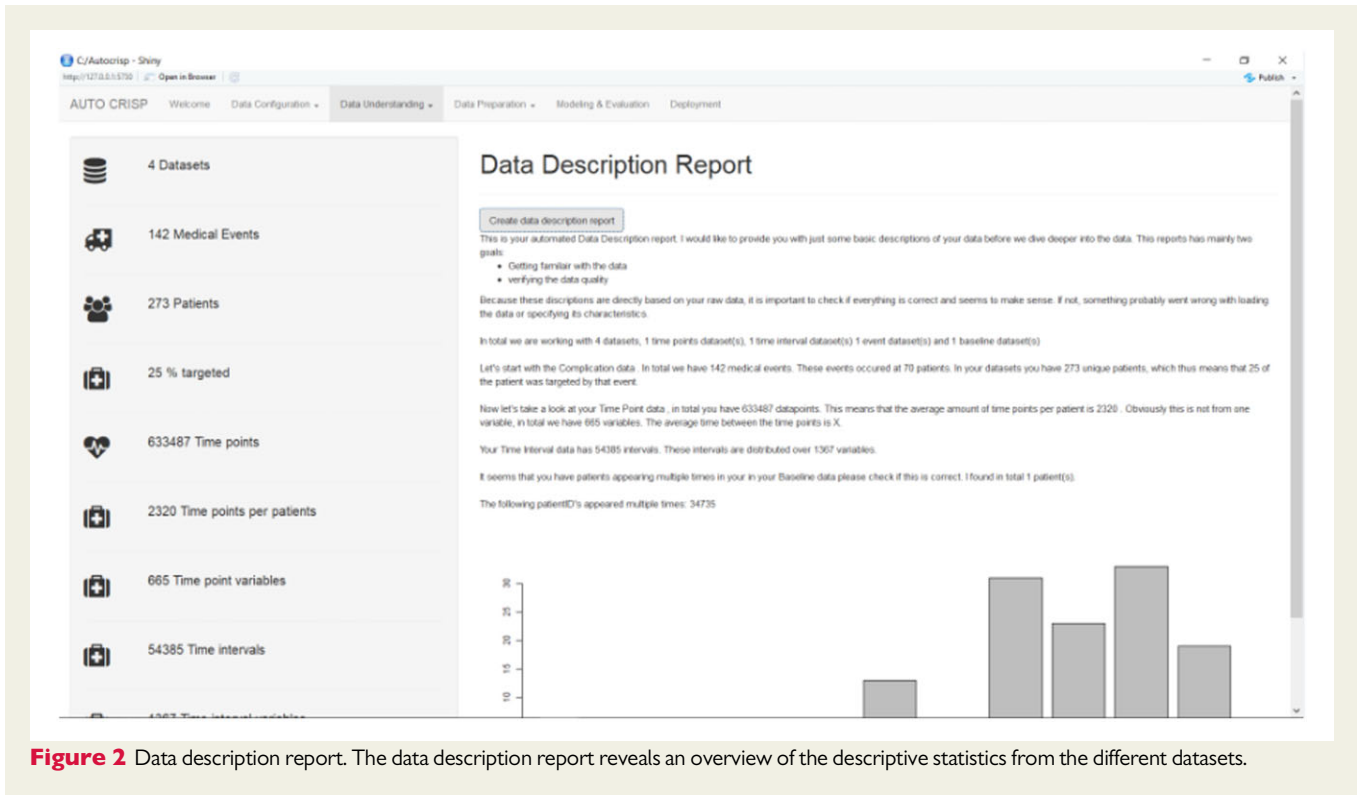 C:/Autocrisp - Shiny
http://127.0.0.1:5730 Open in Browser
Publish
AUTO CRISP Welcome Data Configuration Data Understanding Data Preparation Modeling & Evaluation Deployment
4 Datasets
142 Medical Events
273 Patients
25 % targeted
633487 Time points
2320 Time points per patients
665 Time point variables
54385 Time intervals
1367 Time interval variables
Data Description Report
Create data description report
This is your automated Data Description report. I would like to provide you with just some basic descriptions of your data before we dive deeper into the data. This reports has mainly two
goals:
• Getting familair with the data
• verifying the data quality
Because these discriptions are directly based on your raw data, it is important to check if everything is correct and seems to make sense. If not, something probably went wrong with loading
the data or specifying its characteristics.
In total we are working with 4 datasets, 1 time points dataset(s), 1 time interval dataset(s) 1 event dataset(s) and 1 baseline dataset(s)
Let's start with the Complication data . In total we have 142 medical events. These events occured at 70 patients. In your datasets you have 273 unique patients, which thus means that 25 of
the patient was targeted by that event.
Now let's take a look at your Time Point data , in total you have 633487 datapoints. This means that the average amount of time points per patient is 2320 . Obviously this is not from one
variable, in total we have 665 variables. The average time between the time points is X.
Your Time Interval data has 54385 intervals. These intervals are distributed over 1367 variables.
It seems that you have patients appearing multiple times in your in your Baseline data please check if this is correct. I found in total 1 patient(s).
The following patientID's appeared multiple times: 34735
30
25
20
15
10
Figure 2 Data description report. The data description report reveals an overview of the descriptive statistics from the different datasets.